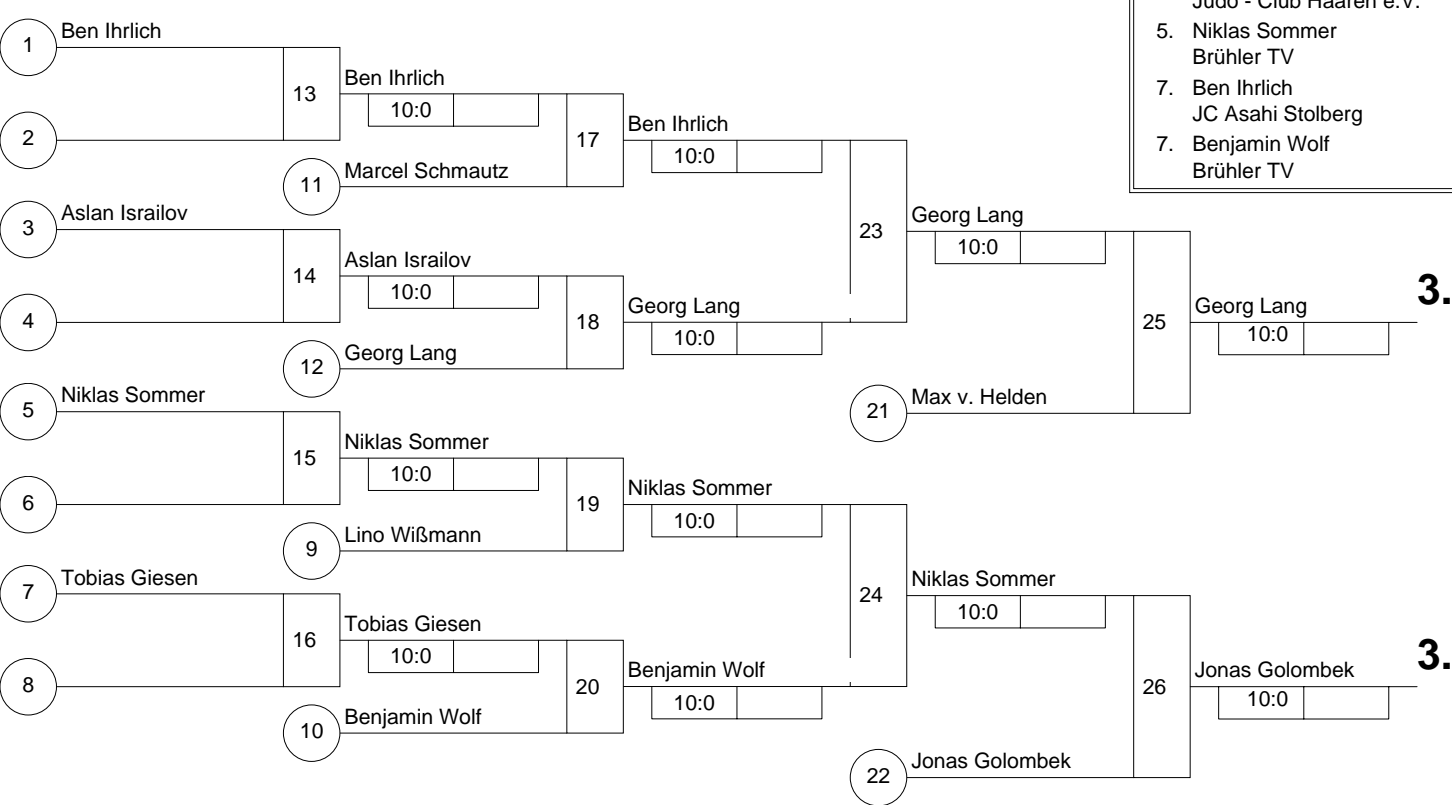 Judo - Club Haaren e.V.
5. Niklas Sommer
Brühler TV
7. Ben Ihrlich
JC Asahi Stolberg
7. Benjamin Wolf
Brühler TV
1 Ben Ihrlich
13 Ben Ihrlich
10:0
2
17 Ben Ihrlich
10:0
11 Marcel Schmautz
3 Aslan Israilov
23 Georg Lang
10:0
14 Aslan Israilov
10:0
4
18 Georg Lang
10:0
12 Georg Lang
25 Georg Lang
10:0
3.
5 Niklas Sommer
21 Max v. Helden
15 Niklas Sommer
10:0
6
19 Niklas Sommer
10:0
9 Lino Wißmann
7 Tobias Giesen
24 Niklas Sommer
10:0
16 Tobias Giesen
10:0
8
20 Benjamin Wolf
10:0
10 Benjamin Wolf
26 Jonas Golombek
10:0
3.
22 Jonas Golombek